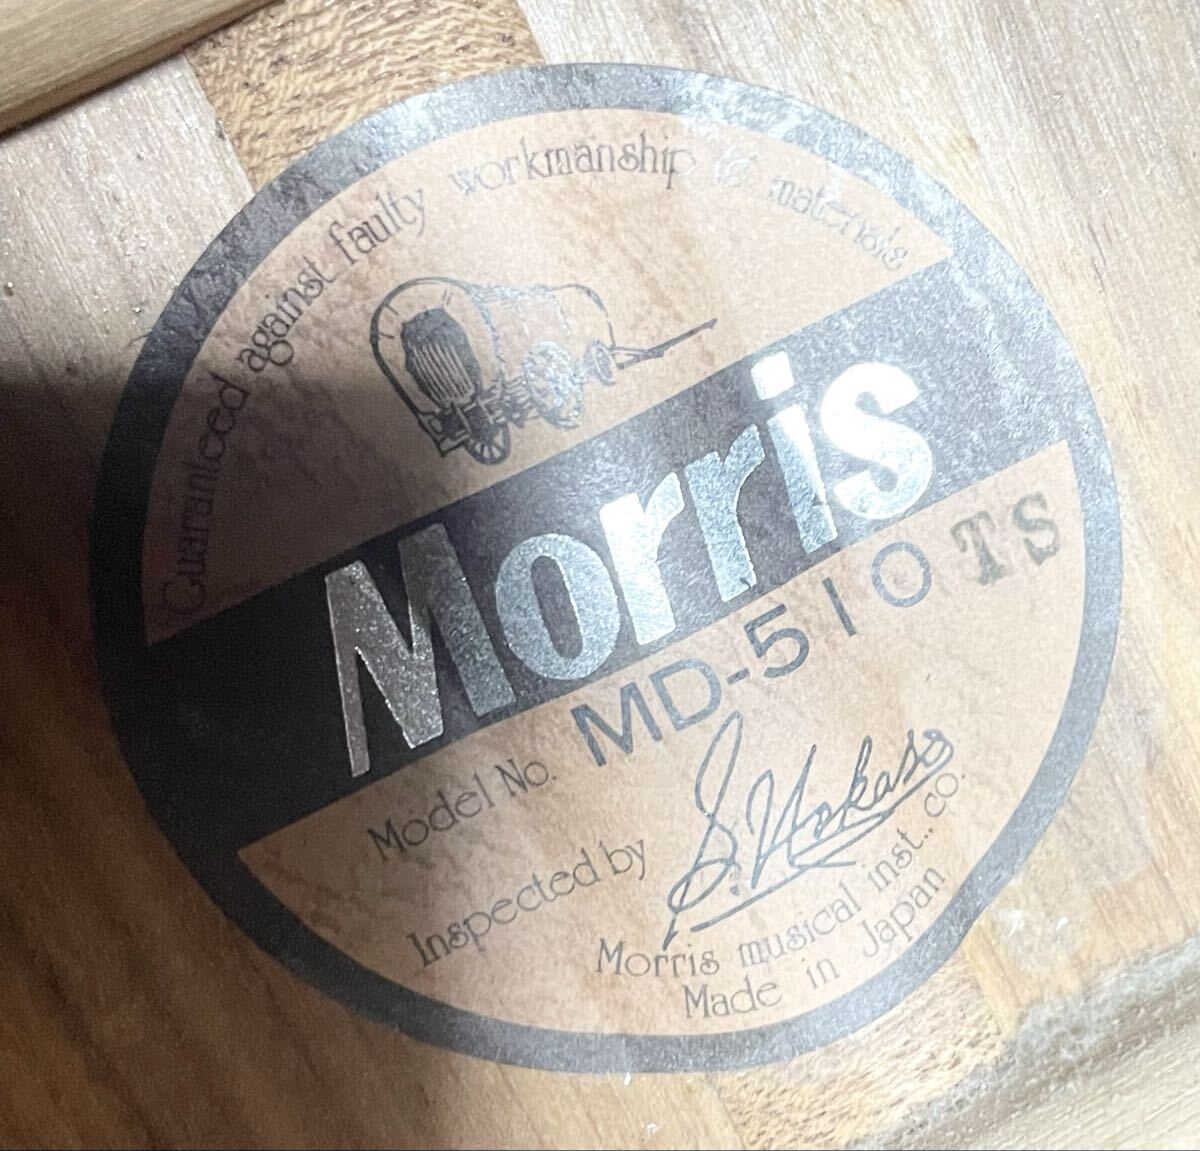 Guaranteed against faulty workmanship & materials
Morris
Model No. MD-510TS
Inspected by
Morris musical inst., co.
Made in Japan